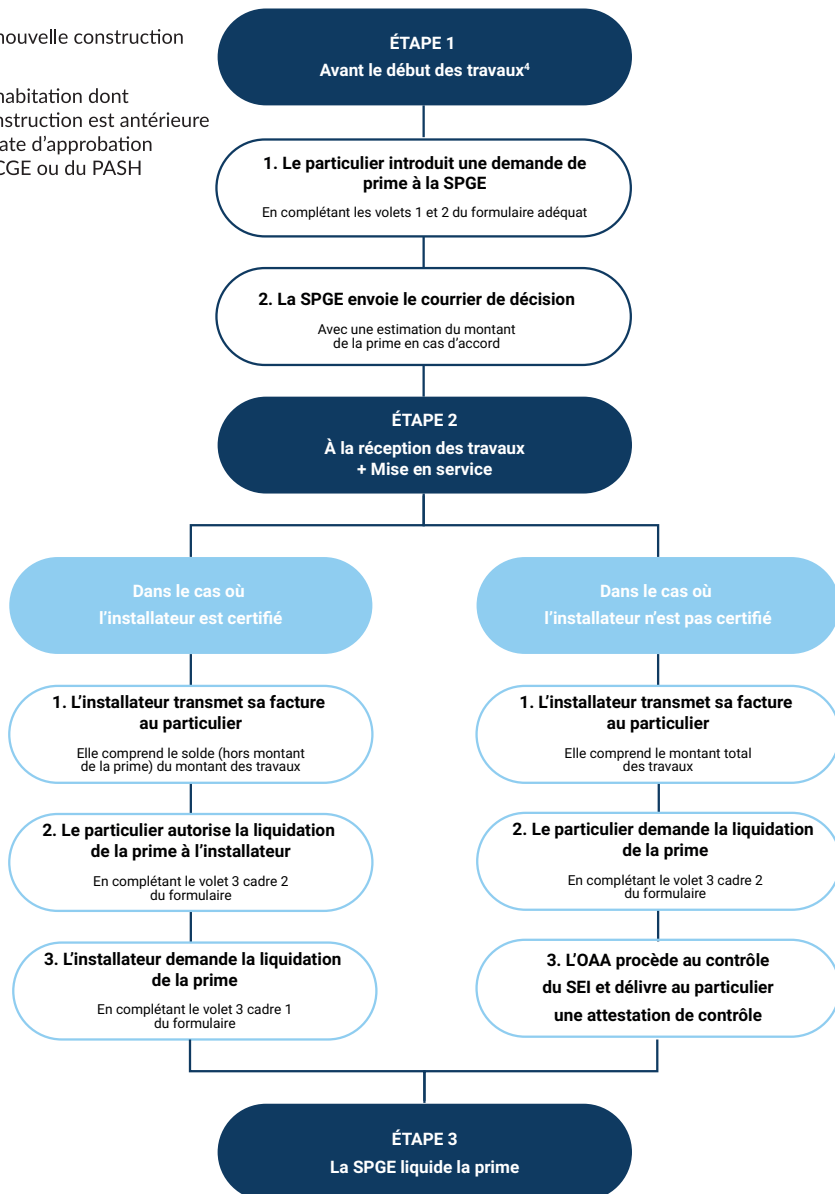 nouvelle construction
habitation dont
nstruction est antérieure
ate d'approbation
CGE ou du PASH
ÉTAPE 1
Avant le début des travaux⁴
1. Le particulier introduit une demande de
prime à la SPGE
En complétant les volets 1 et 2 du formulaire adéquat
2. La SPGE envoie le courrier de décision
Avec une estimation du montant
de la prime en cas d'accord
ÉTAPE 2
À la réception des travaux
+ Mise en service
Dans le cas où
l'installateur est certifié
1. L'installateur transmet sa facture
au particulier
Elle comprend le solde (hors montant
de la prime) du montant des travaux
2. Le particulier autorise la liquidation
de la prime à l'installateur
En complétant le volet 3 cadre 2
du formulaire
3. L'installateur demande la liquidation
de la prime
En complétant le volet 3 cadre 1
du formulaire
Dans le cas où
l'installateur n'est pas certifié
1. L'installateur transmet sa facture
au particulier
Elle comprend le montant total
des travaux
2. Le particulier demande la liquidation
de la prime
En complétant le volet 3 cadre 2
du formulaire
3. L'OAA procède au contrôle
du SEI et délivre au particulier
une attestation de contrôle
ÉTAPE 3
La SPGE liquide la prime